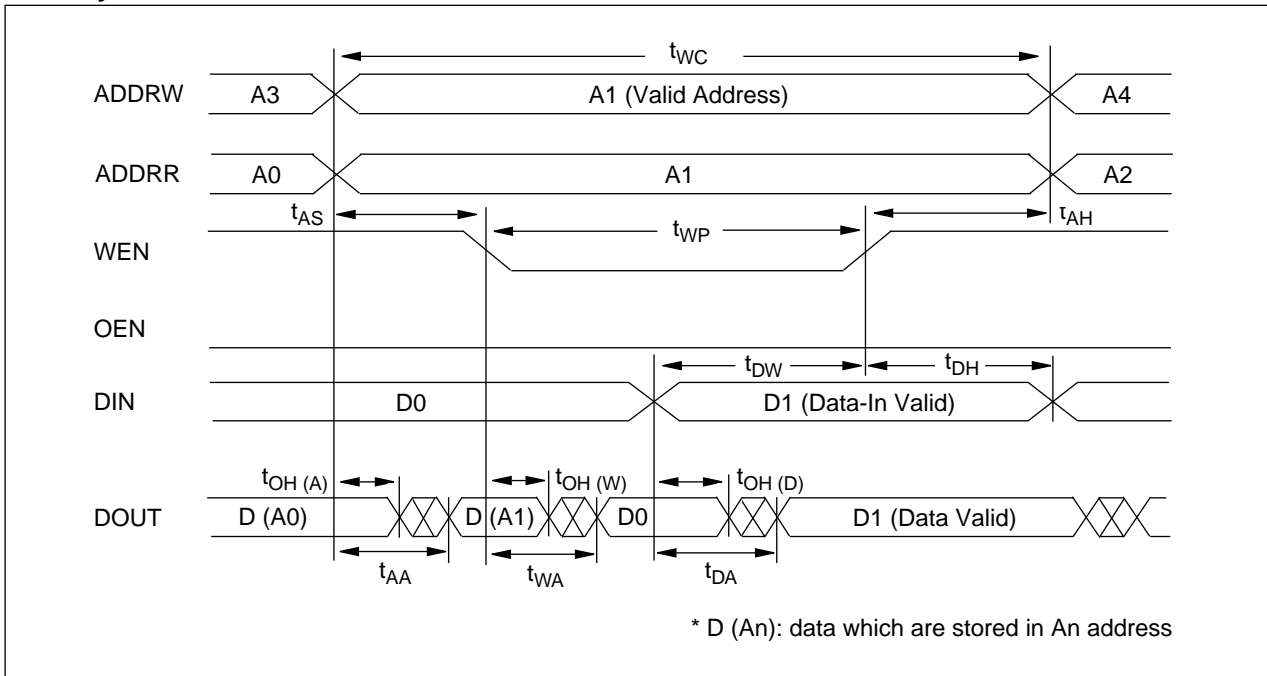 tWC
ADDRW A3 A1 (Valid Address) A4
ADDRR A0 A1 A2
tAS tWP tAH
WEN
OEN
tDW tDH
DIN D0 D1 (Data-In Valid)
tOH (A) tOH (W) tOH (D)
DOUT D (A0) D (A1) D0 D1 (Data Valid)
tAA tWA tDA
* D (An): data which are stored in An address